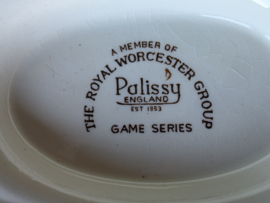 A MEMBER OF
THE ROYAL WORCESTER GROUP
Palissy
ENGLAND
EST 1853
GAME SERIES